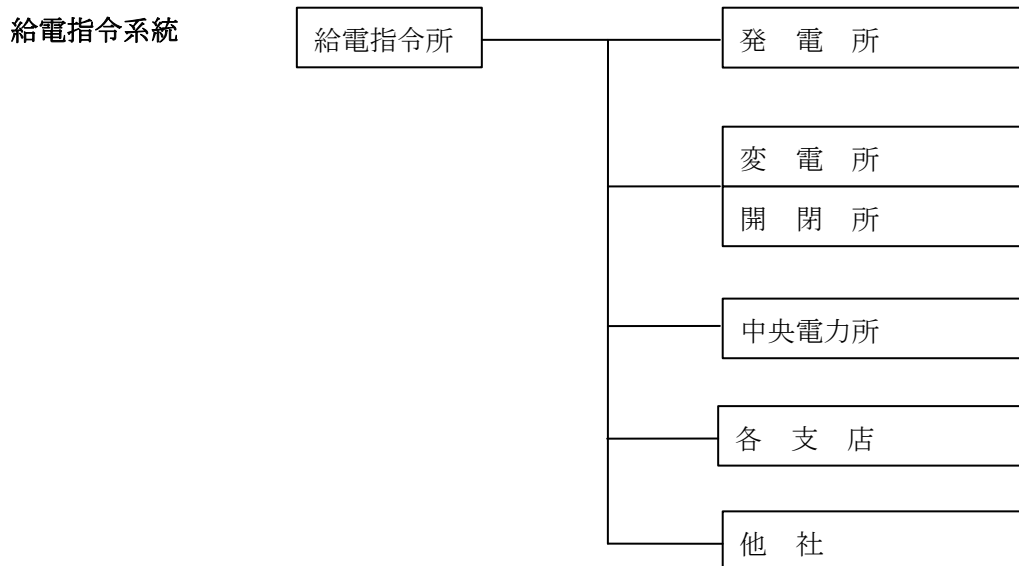 給電指令系統
給電指令所
発　電　所
変　電　所
開　閉　所
中央電力所
各　支　店
他　社